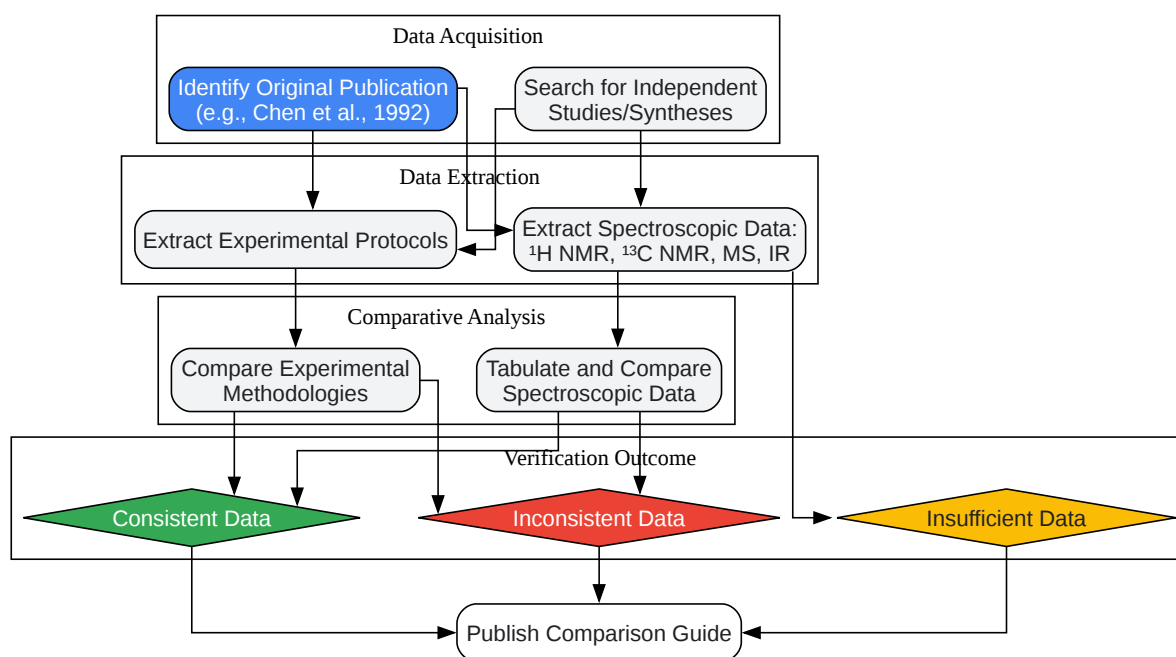 Data Acquisition
Identify Original Publication
(e.g., Chen et al., 1992)
Search for Independent
Studies/Syntheses
Data Extraction
Extract Experimental Protocols
Extract Spectroscopic Data:
¹H NMR, ¹³C NMR, MS, IR
Comparative Analysis
Compare Experimental
Methodologies
Tabulate and Compare
Spectroscopic Data
Verification Outcome
Consistent Data
Inconsistent Data
Insufficient Data
Publish Comparison Guide